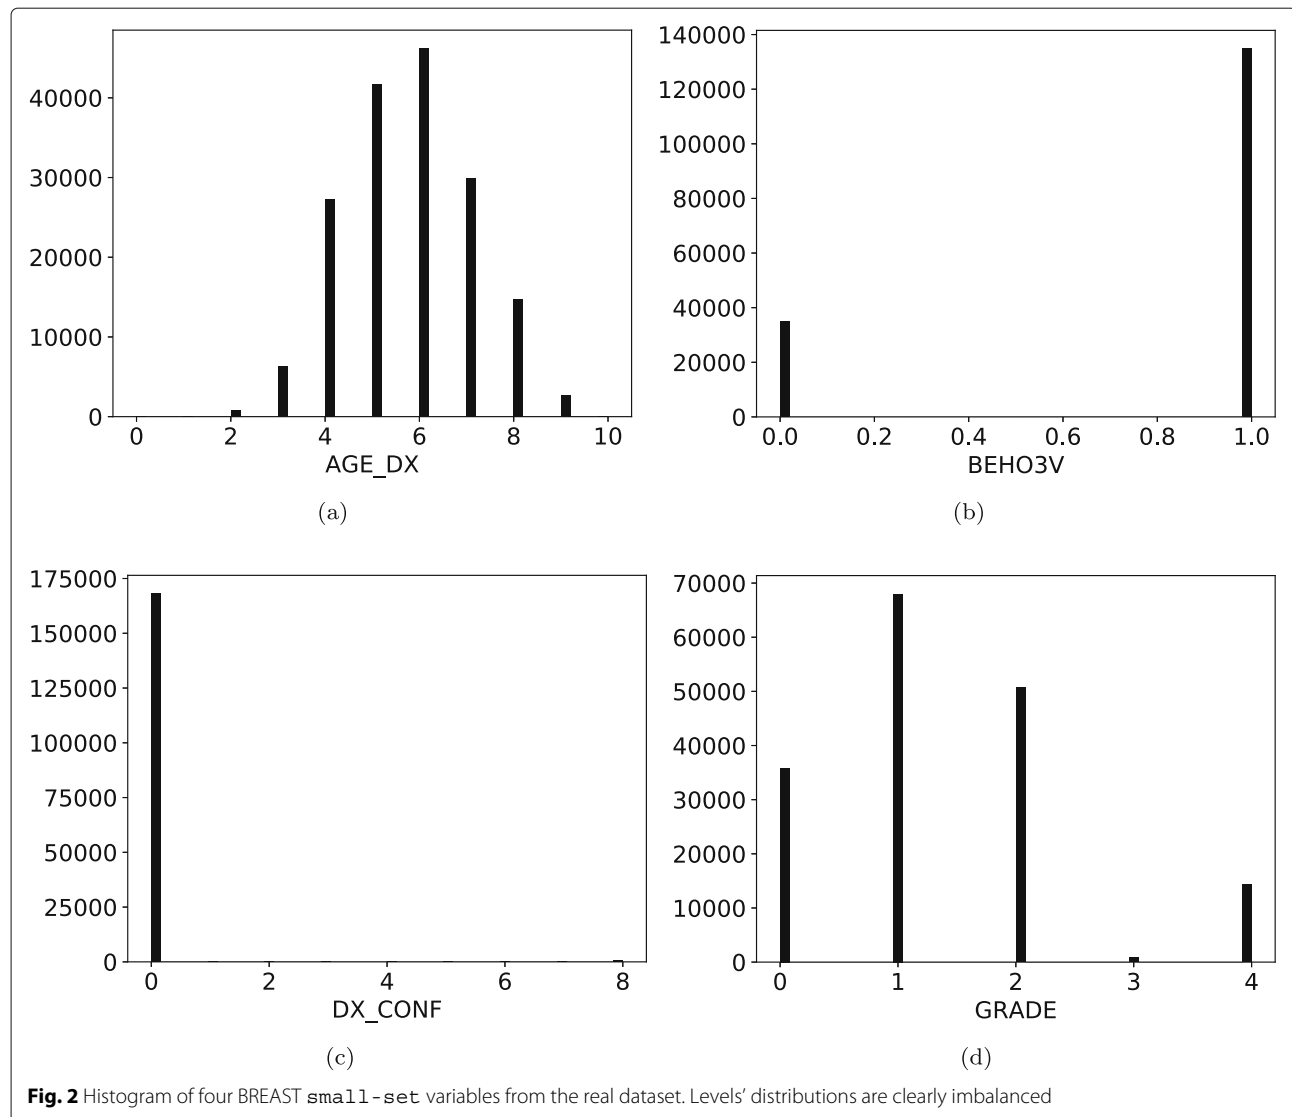 40000
30000
20000
10000
0
0 2 4 6 8 10
AGE_DX
(a)
140000
120000
100000
80000
60000
40000
20000
0
0.0 0.2 0.4 0.6 0.8 1.0
BEHO3V
(b)
175000
150000
125000
100000
75000
50000
25000
0
0 2 4 6 8
DX_CONF
(c)
70000
60000
50000
40000
30000
20000
10000
0
0 1 2 3 4
GRADE
(d)
Fig. 2 Histogram of four BREAST small-set variables from the real dataset. Levels’ distributions are clearly imbalanced